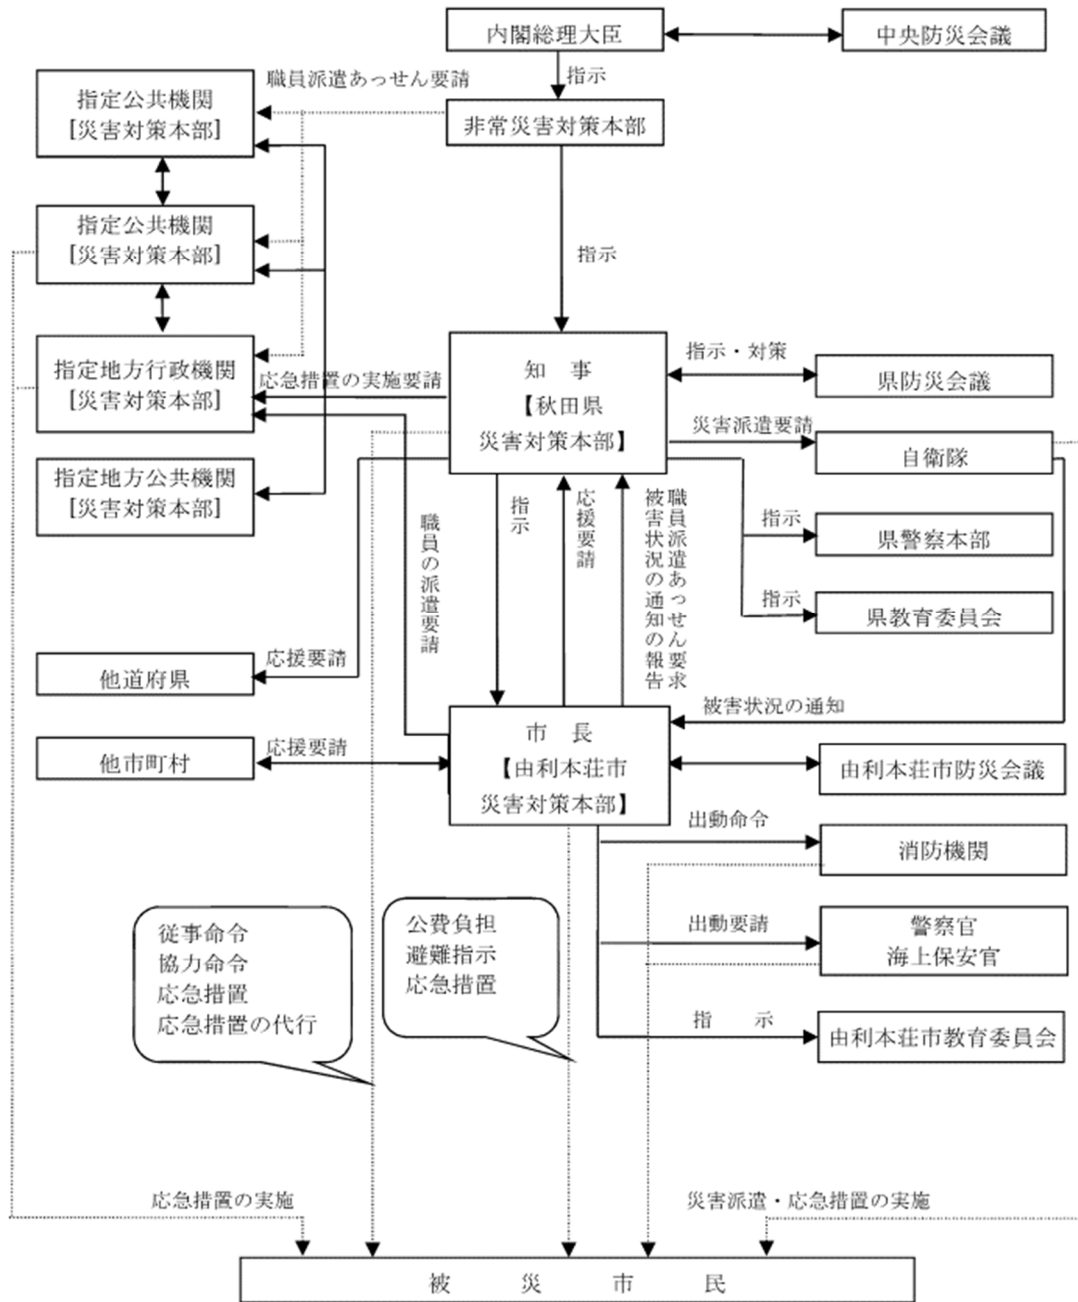 内閣総理大臣
中央防災会議
指示
職員派遣あっせん要請
指定公共機関
[災害対策本部]
非常災害対策本部
指定公共機関
[災害対策本部]
指示
指定地方行政機関
[災害対策本部]
応急措置の実施要請
知　事
【秋田県
災害対策本部】
指示・対策
県防災会議
災害派遣要請
自衛隊
指定地方公共機関
[災害対策本部]
職員の派遣要請
指示
応援要請
職員派遣あっせん要求
被害状況の通知の報告
指示
県警察本部
指示
県教育委員会
他道府県
応援要請
被害状況の通知
他市町村
応援要請
市　長
【由利本荘市
災害対策本部】
由利本荘市防災会議
出動命令
消防機関
出動要請
警察官
海上保安官
指　示
由利本荘市教育委員会
従事命令
協力命令
応急措置
応急措置の代行
公費負担
避難指示
応急措置
応急措置の実施
災害派遣・応急措置の実施
被　災　市　民